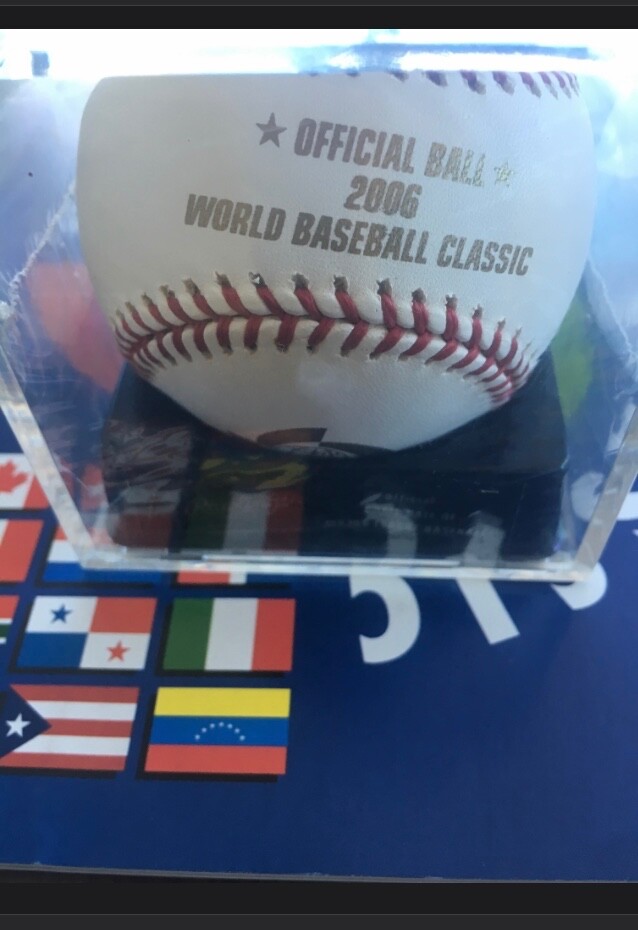 ★ OFFICIAL BALL ★
2006
WORLD BASEBALL CLASSIC